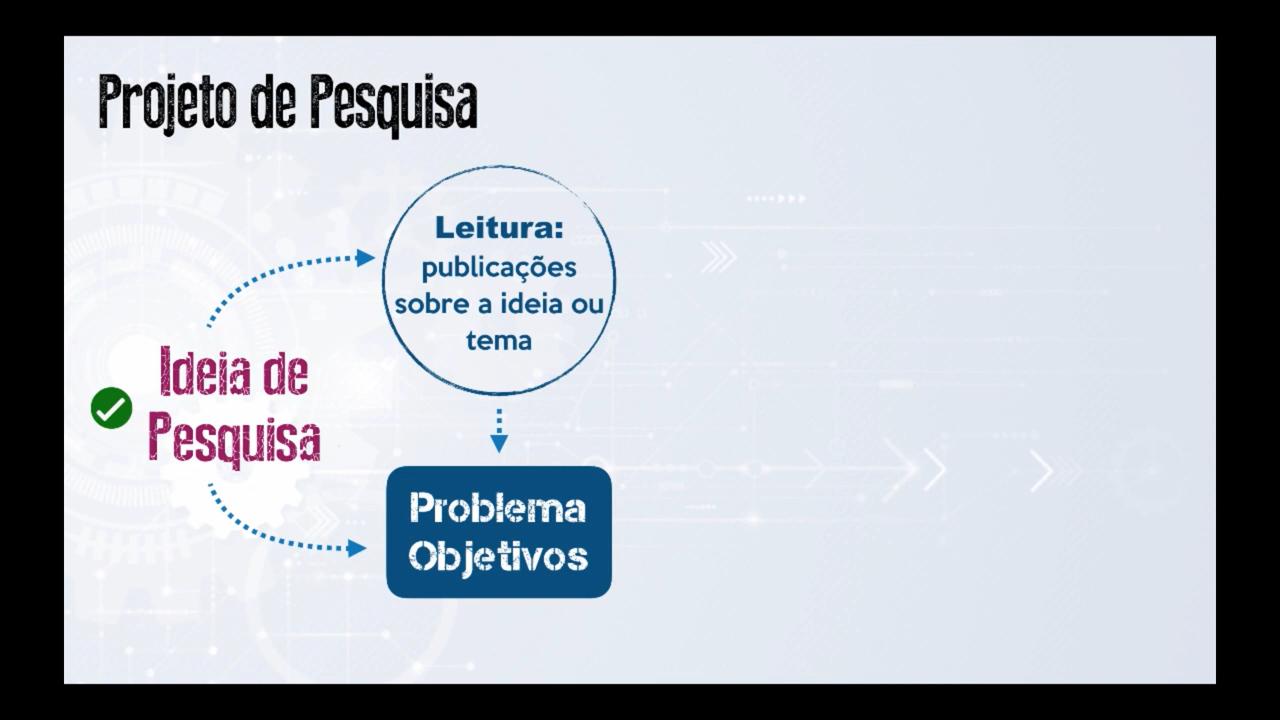 Projeto de Pesquisa
Leitura:
publicações
sobre a ideia ou
tema
Ideia de
Pesquisa
Problema
Objetivos